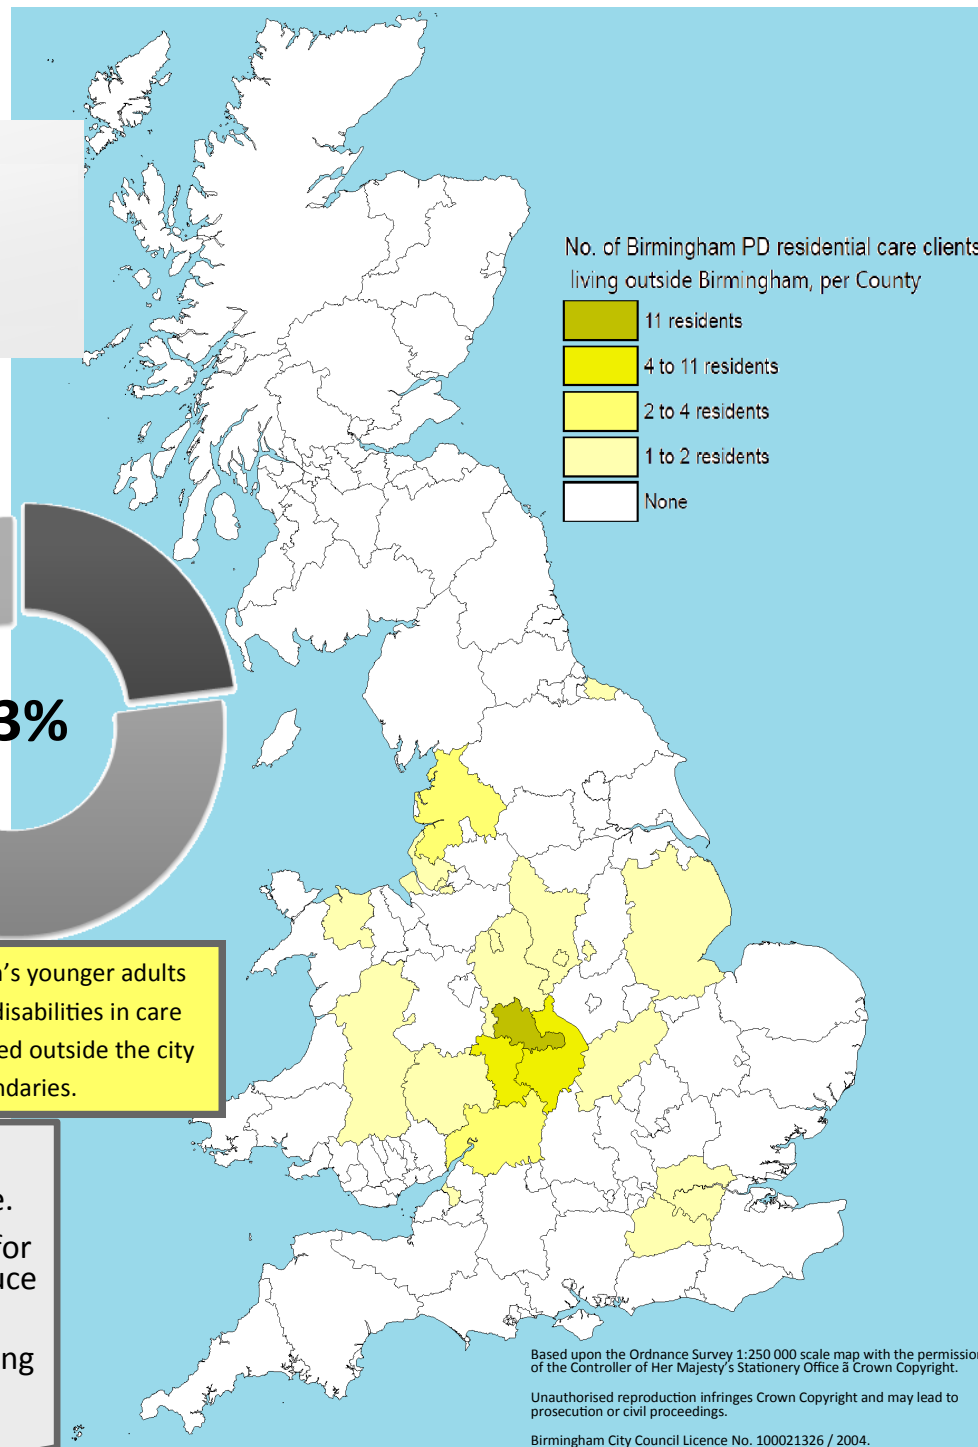 No. of Birmingham PD residential care clients
living outside Birmingham, per County
11 residents
4 to 11 residents
2 to 4 residents
1 to 2 residents
None
3%
's younger adults
disabilities in care
ed outside the city
ndaries.
e.
for
uce
ng
Based upon the Ordnance Survey 1:250 000 scale map with the permission
of the Controller of Her Majesty's Stationery Office ã Crown Copyright.
Unauthorised reproduction infringes Crown Copyright and may lead to
prosecution or civil proceedings.
Birmingham City Council Licence No. 100021326 / 2004.